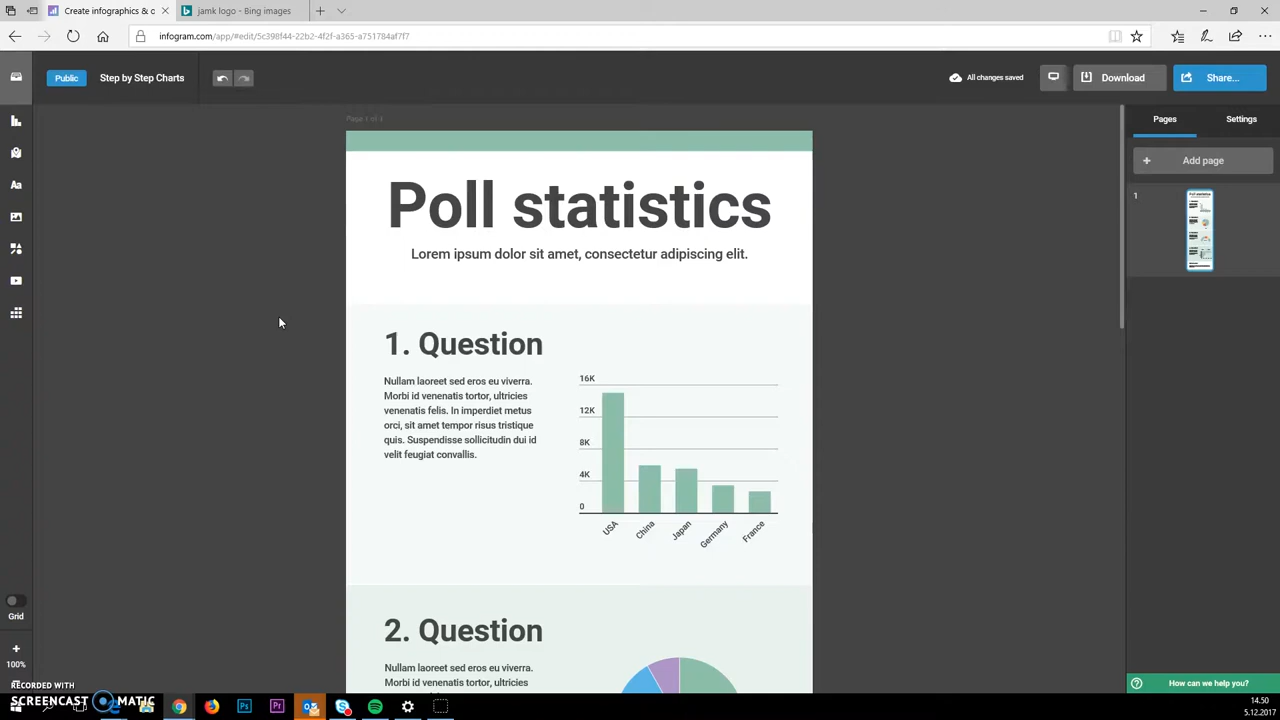 Create infographics & o
jamk logo - Bing images
infogram.com/app/#edit/5c398f44-22b2-4f2f-a365-a751784af7f7
Public
Step by Step Charts
All changes saved
Download
Share...
Page 1 of 1
Pages
Settings
Add page
1
Poll statistics
Lorem ipsum dolor sit amet, consectetur adipiscing elit.
1. Question
Nullam laoreet sed eros eu viverra.
Morbi id venenatis tortor, ultricies
venenatis felis. In imperdiet metus
orci, sit amet tempor risus tristique
quis. Suspendisse sollicitudin dui id
velit feugiat convallis.
16K
12K
8K
4K
0
USA
China
Japan
Germany
France
2. Question
Nullam laoreet sed eros eu viverra.
Morbi id venenatis tortor, ultricies
Grid
100%
How can we help you?
RECORDED WITH
SCREENCAST MATIC
14.50
5.12.2017